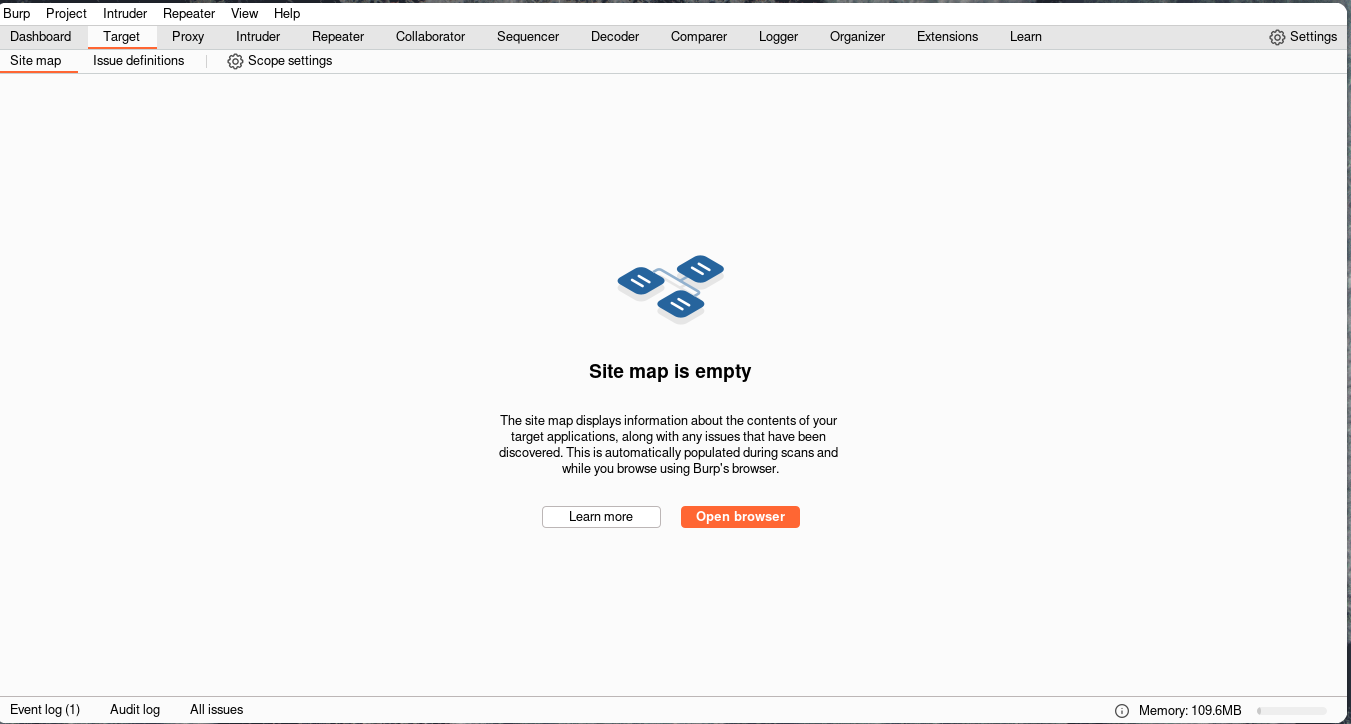 Burp Project Intruder Repeater View Help
Dashboard Target Proxy Intruder Repeater Collaborator Sequencer Decoder Comparer Logger Organizer Extensions Learn Settings
Site map Issue definitions Scope settings
Site map is empty
The site map displays information about the contents of your
target applications, along with any issues that have been
discovered. This is automatically populated during scans and
while you browse using Burp's browser.
Learn more Open browser
Event log (1) Audit log All issues Memory: 109.6MB